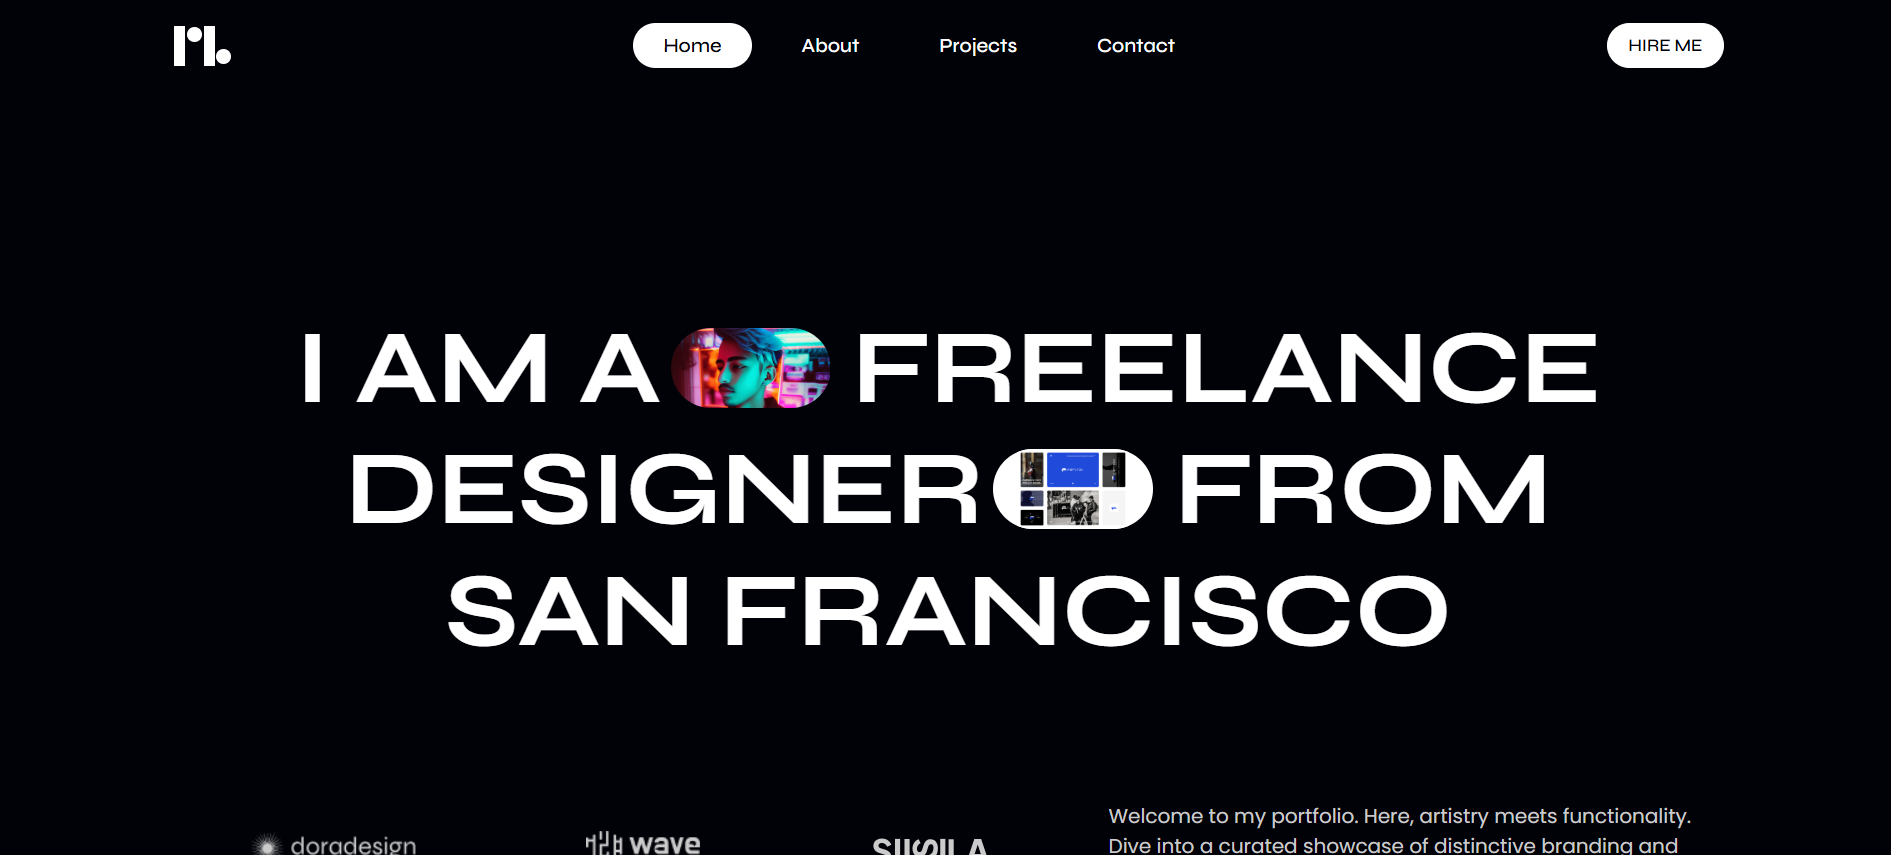 Home About Projects Contact HIRE ME
I AM A FREELANCE
DESIGNER FROM
SAN FRANCISCO
Welcome to my portfolio. Here, artistry meets functionality.
doradesign wave Dive into a curated showcase of distinctive branding and